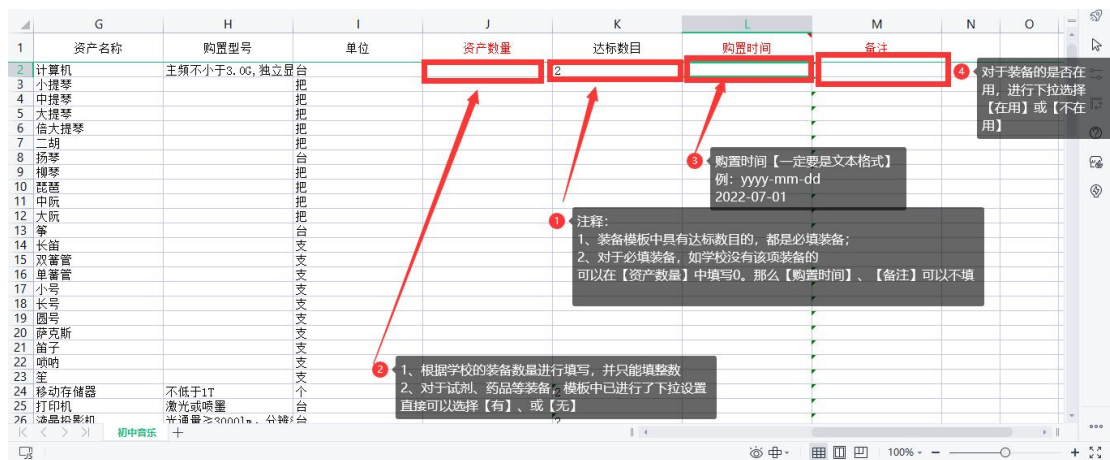 G H I J K L M N O
1 资产名称 购置型号 单位 资产数量 达标数目 购置时间 备注
2 计算机 主频不小于3.0G,独立显 台 2
3 小提琴 把
4 中提琴 把
5 大提琴 把
6 倍大提琴 把
7 二胡 把
8 扬琴 台
9 柳琴 把
10 琵琶 把
11 中阮 把
12 大阮 把
13 筝 台
14 长笛 支
15 双簧管 支
16 单簧管 支
17 小号 支
18 长号 支
19 圆号 支
20 萨克斯 支
21 笛子 支
22 唢呐 支
23 笙 支
24 移动存储器 不低于1T 个 2
25 打印机 激光或喷墨 台
26 液晶投影机 光通量≥3000lm，分辨 台 2
4 对于装备的是否在
用，进行下拉选择
【在用】或【不在
用】
3 购置时间【一定要是文本格式】
例：yyyy-mm-dd
2022-07-01
1 注释：
1、装备模板中具有达标数目的，都是必填装备；
2、对于必填装备，如学校没有该项装备的
可以在【资产数量】中填写0。那么【购置时间】、【备注】可以不填
2 1、根据学校的装备数量进行填写，并只能填整数
2、对于试剂、药品等装备，模板中已进行了下拉设置
直接可以选择【有】、或【无】
初中音乐
100%